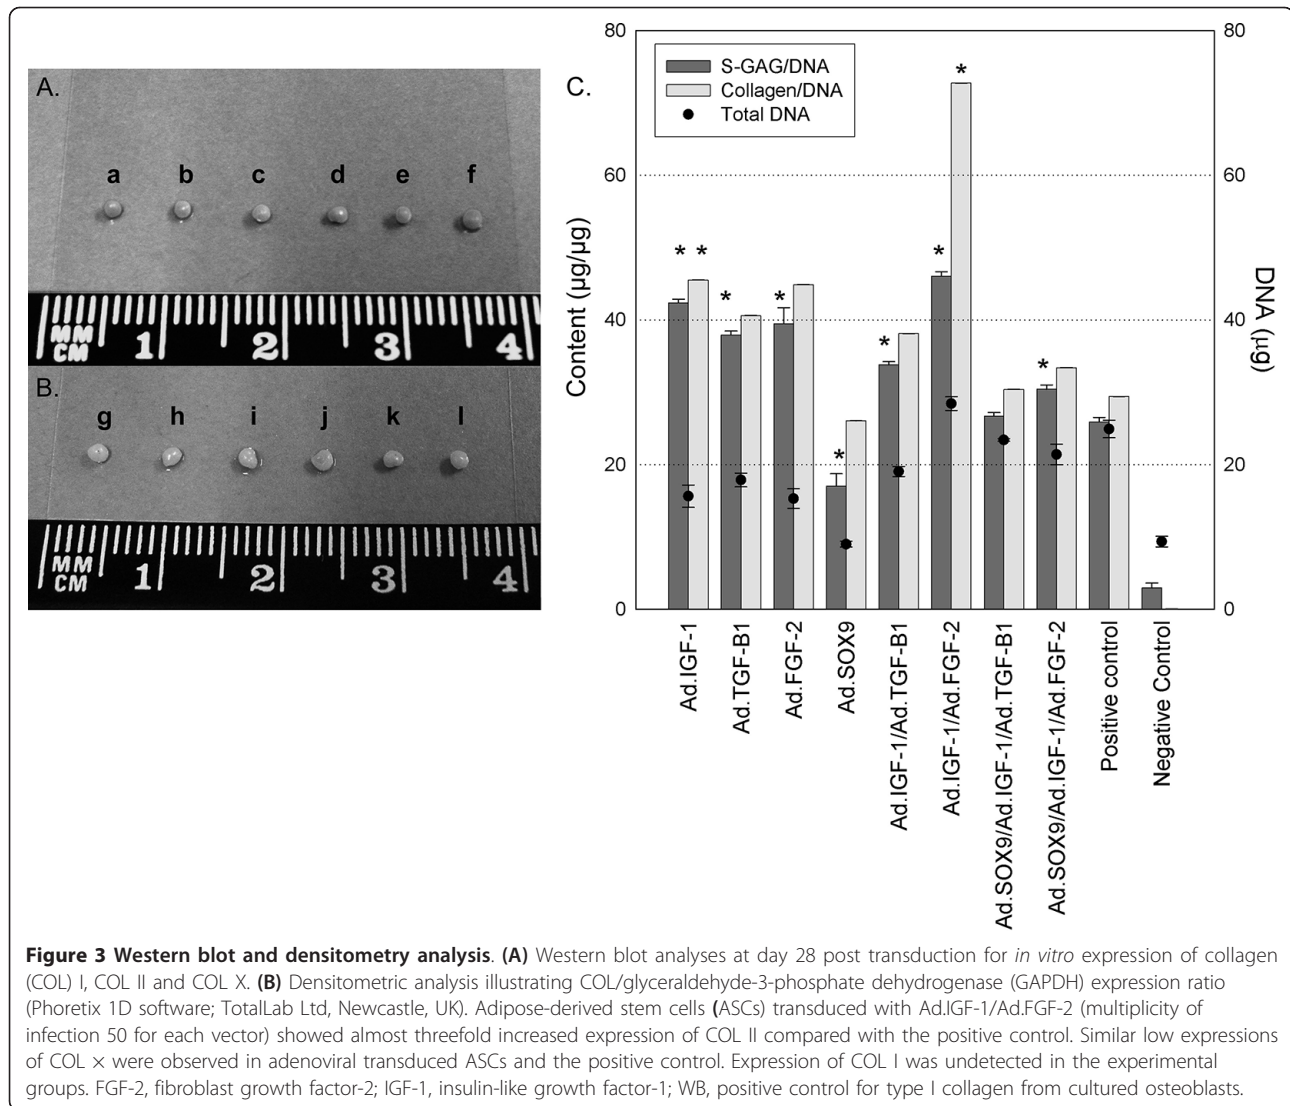 A.
a b c d e f
MM
CM
1 2 3 4
B.
g h i j k l
MM
CM
1 2 3 4
C.
S-GAG/DNA
Collagen/DNA
Total DNA
80
60
40
20
0
Content (µg/µg)
80
60
40
20
0
DNA (µg)
* *
*
*
*
*
*
*
*
Ad.IGF-1
Ad.TGF-B1
Ad.FGF-2
Ad.SOX9
Ad.IGF-1/Ad.TGF-B1
Ad.IGF-1/Ad.FGF-2
Ad.SOX9/Ad.IGF-1/Ad.TGF-B1
Ad.SOX9/Ad.IGF-1/Ad.FGF-2
Positive control
Negative Control
Figure 3 Western blot and densitometry analysis. (A) Western blot analyses at day 28 post transduction for in vitro expression of collagen
(COL) I, COL II and COL X. (B) Densitometric analysis illustrating COL/glyceraldehyde-3-phosphate dehydrogenase (GAPDH) expression ratio
(Phoretix 1D software; TotalLab Ltd, Newcastle, UK). Adipose-derived stem cells (ASCs) transduced with Ad.IGF-1/Ad.FGF-2 (multiplicity of
infection 50 for each vector) showed almost threefold increased expression of COL II compared with the positive control. Similar low expressions
of COL × were observed in adenoviral transduced ASCs and the positive control. Expression of COL I was undetected in the experimental
groups. FGF-2, fibroblast growth factor-2; IGF-1, insulin-like growth factor-1; WB, positive control for type I collagen from cultured osteoblasts.